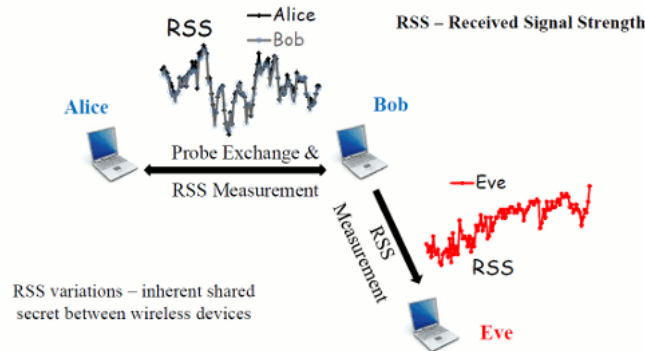 RSS – Received Signal Strength
Alice
Bob
RSS
Alice
Bob
Probe Exchange &
RSS Measurement
Eve
RSS
Measurement
RSS
RSS variations – inherent shared
secret between wireless devices
Eve